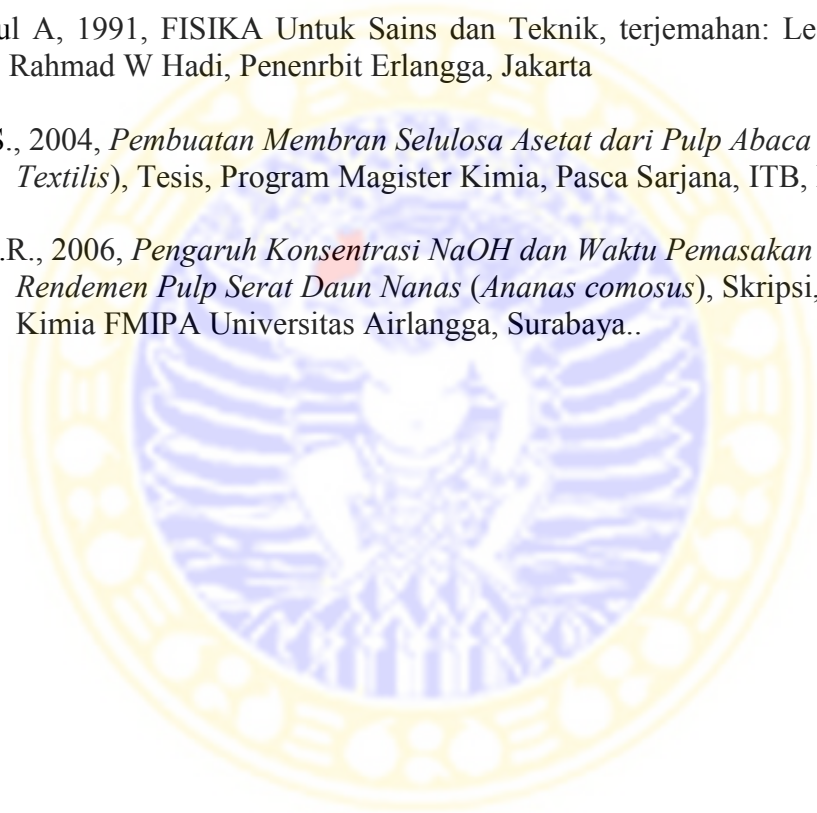 ul A, 1991, FISIKA Untuk Sains dan Teknik, terjemahan: Le
Rahmad W Hadi, Penenrbit Erlangga, Jakarta
S., 2004, Pembuatan Membran Selulosa Asetat dari Pulp Abaca
Textilis), Tesis, Program Magister Kimia, Pasca Sarjana, ITB,
.R., 2006, Pengaruh Konsentrasi NaOH dan Waktu Pemasakan
Rendemen Pulp Serat Daun Nanas (Ananas comosus), Skripsi,
Kimia FMIPA Universitas Airlangga, Surabaya..